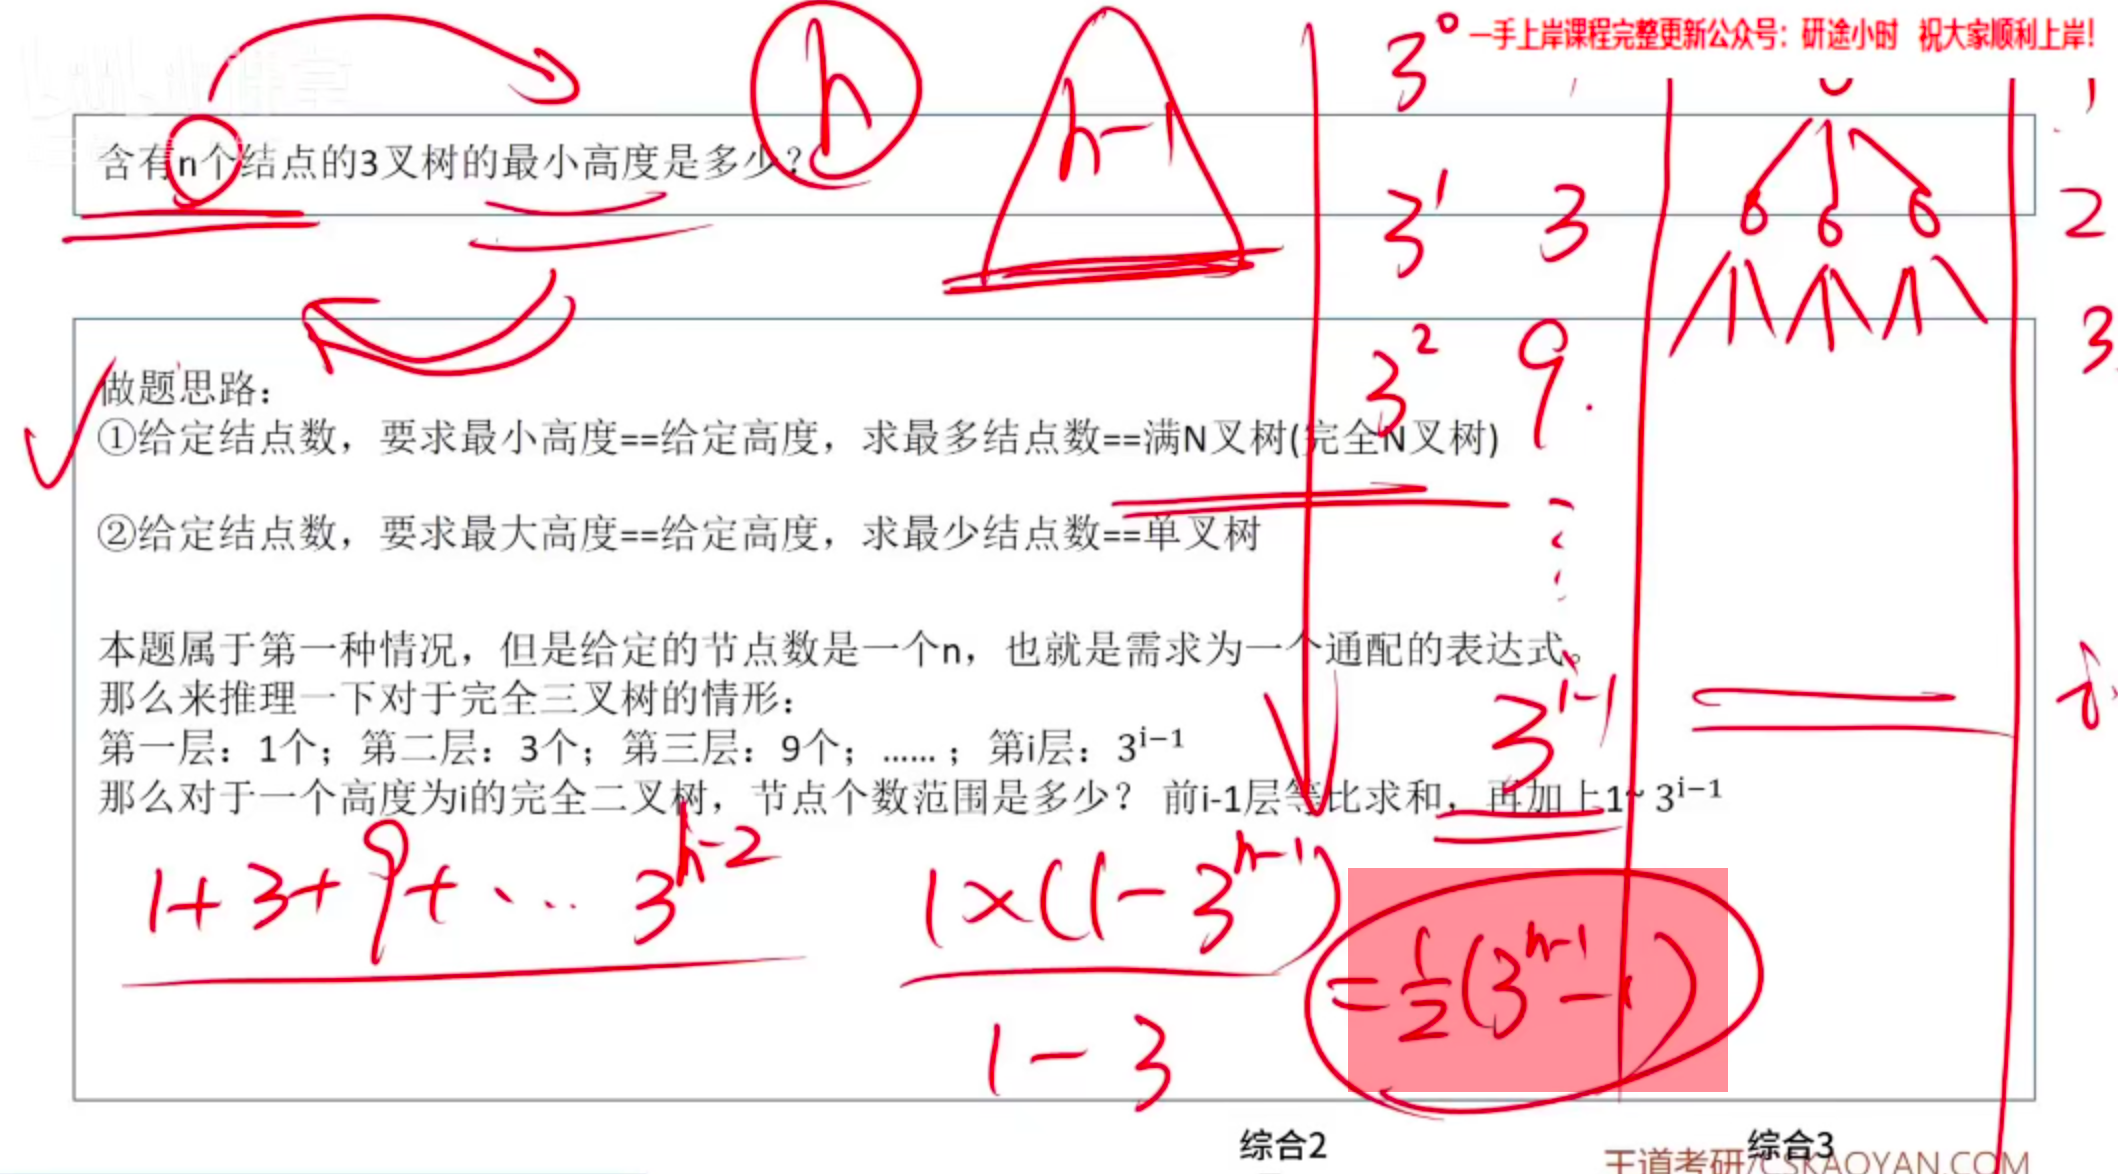 3⁰ 一手上岸课程完整更新公众号：研途小时 祝大家顺利上岸！
h
h-1
1
含有n个结点的3叉树的最小高度是多少？
3¹ 3 2
3² 9 3
做题思路：
①给定结点数，要求最小高度==给定高度，求最多结点数==满N叉树(完全N叉树)
②给定结点数，要求最大高度==给定高度，求最少结点数==单叉树
本题属于第一种情况，但是给定的节点数是一个n，也就是需求为一个通配的表达式。
那么来推理一下对于完全三叉树的情形：
3^{i-1} i
第一层：1个；第二层：3个；第三层：9个；……；第i层：3^{i−1}
那么对于一个高度为i的完全二叉树，节点个数范围是多少？ 前i-1层等比求和，再加上1~ 3^{i−1}
1+3+9+…3^{h-2}
1×(1-3^{h-1})
1-3
=½(3^{h-1}-1)
综合2
综合3
王道考研/CSKAOYAN.COM